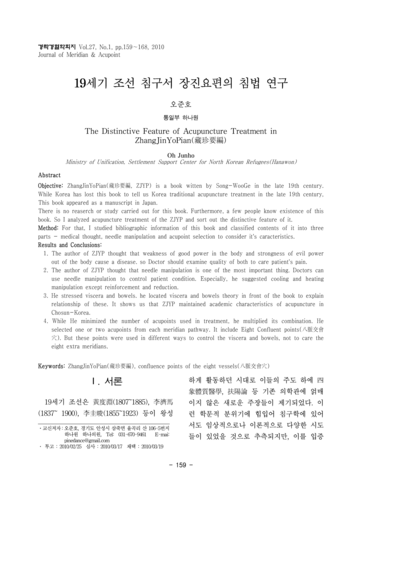 경락경혈학회지 Vol.27, No.1, pp.159~168, 2010
Journal of Meridian & Acupoint
19세기 조선 침구서 장진요편의 침법 연구
오준호
통일부 하나원
The Distinctive Feature of Acupuncture Treatment in
ZhangJinYoPian(藏珍要編)
Oh Junho
Ministry of Unification, Settlement Support Center for North Korean Refugees(Hanawon)
Abstract
Objective: ZhangJinYoPian(藏珍要編, ZJYP) is a book witten by Song-WooGe in the late 19th century.
While Korea has lost this book to tell us Korea traditional acupuncture treatment in the late 19th cetury.
This book appeared as a manuscript in Japan.
There is no reaserch or study carried out for this book. Furthermore, a few people knew existence of this
book. So I analyzed acupuncture treatment of the ZJYP and sort out the distinctive feature of it.
Method: For that, I studied bibliographic information of this book and classified contents of it into three
parts - medical thought, needle manipulation and acupoint selection to consider it's caracteristics.
Results and Conclusions:
1. The author of ZJYP thought that weakness of good power in the body and strongness of evil power
out of the body cause a disease. so Doctor should examine quality of both to care patient's pain.
2. The author of ZJYP thought that needle manipulation is one of the most important thing. Doctors can
use needle manipulation to control patient condition. Especially, he suggested cooling and heating
manipulation except reinforcement and reduction.
3. He stressed viscera and bowels. he located viscera and bowels theory in front of the book to explain
relationship of these. It shows us that ZJYP maintained academic characteristics of acupuncture in
Chosun-Korea.
4. While He minimized the number of acupoints used in treatment, he multiplied its combination. He
selected one or two acupoints from each meridian pathway. it include Eight Confluent points(八脈交會
穴). But these points were used in different ways to control the viscera and bowels, not to care the
eight extra meridians.
Keywords: ZhangJinYoPian(藏珍要編), confluence points of the eight vessels(八脈交會穴)
Ⅰ. 서론
19세기 조선은 黃度淵(1807~1885), 李濟馬
(1837~ 1900), 李圭晙(1855~1923) 등이 왕성
· 교신저자: 오준호, 경기도 안성시 삼죽면 율곡리 산 106-5번지
하나원 하나의원, Tel 031-670-9461 E-mai
jmedance@gmail.com
· 투고 : 2010/02/25 심사 : 2010/03/17 채택 : 2010/03/19
하게 활동하던 시대로 이들의 주도 하에 四
象體質醫學, 扶陽論 등 기존 의학관에 얽매
이지 않은 새로운 주장들이 제기되었다. 이
런 학문적 분위기에 힘입어 침구학에 있어
서도 임상적으로나 이론적으로 다양한 시도
들이 있었을 것으로 추측되지만, 이를 입증
- 159 -